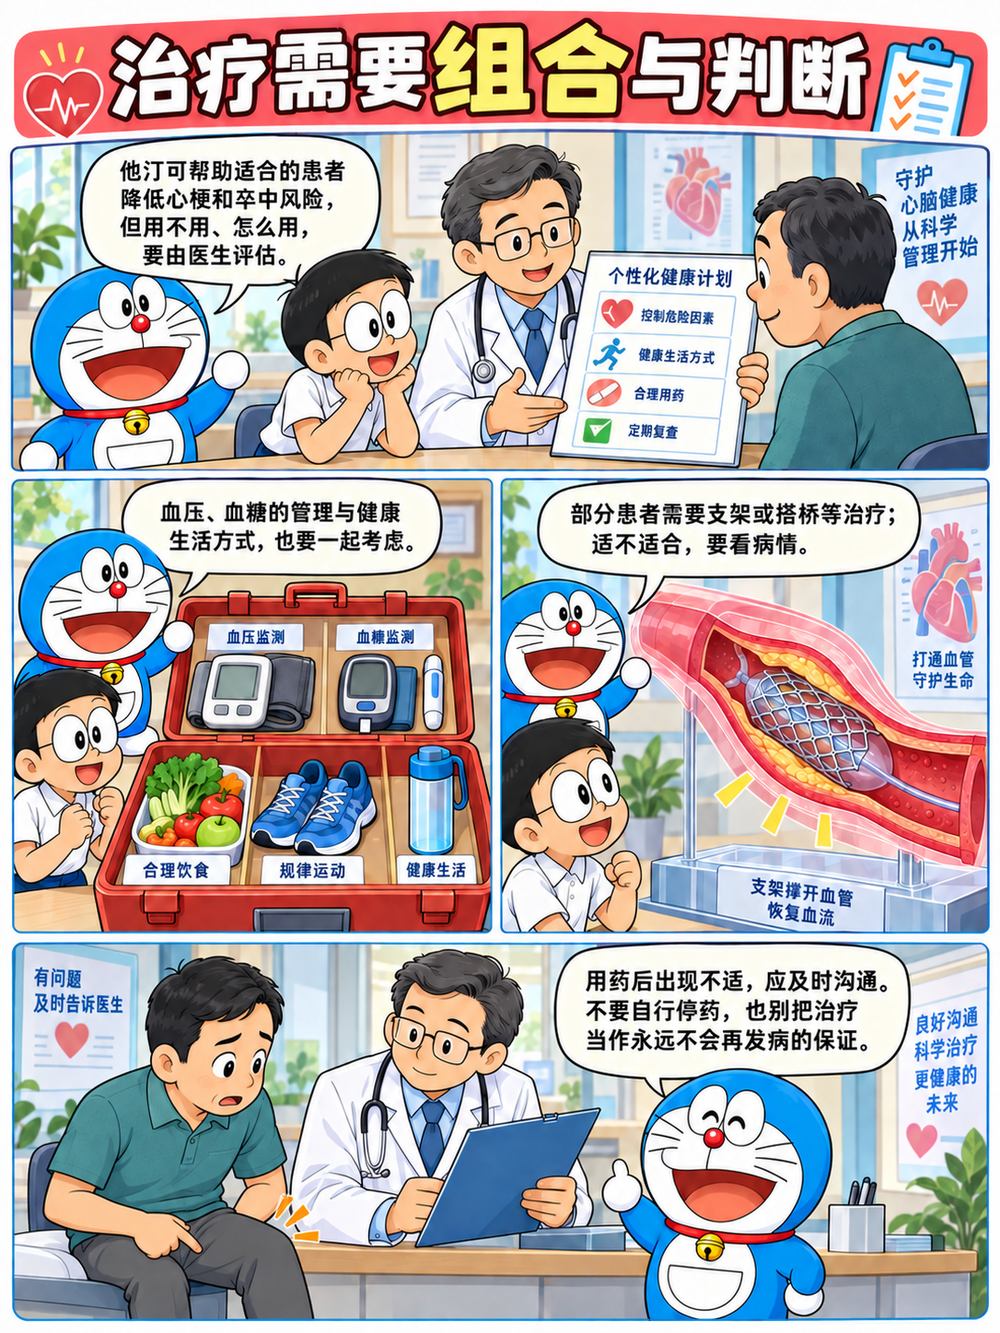 治疗需要组合与判断
他汀可帮助适合的患者
降低心梗和卒中风险，
但用不用、怎么用，
要由医生评估。
个性化健康计划
控制危险因素
健康生活方式
合理用药
定期复查
守护
心脑健康
从科学
管理开始
血压、血糖的管理与健康
生活方式，也要一起考虑。
血压监测
血糖监测
合理饮食
规律运动
健康生活
部分患者需要支架或搭桥等治疗；
适不适合，要看病情。
打通血管
守护生命
支架撑开血管
恢复血流
有问题
及时告诉医生
用药后出现不适，应及时沟通。
不要自行停药，也别把治疗
当作永远不会再发病的保证。
良好沟通
科学治疗
更健康的
未来